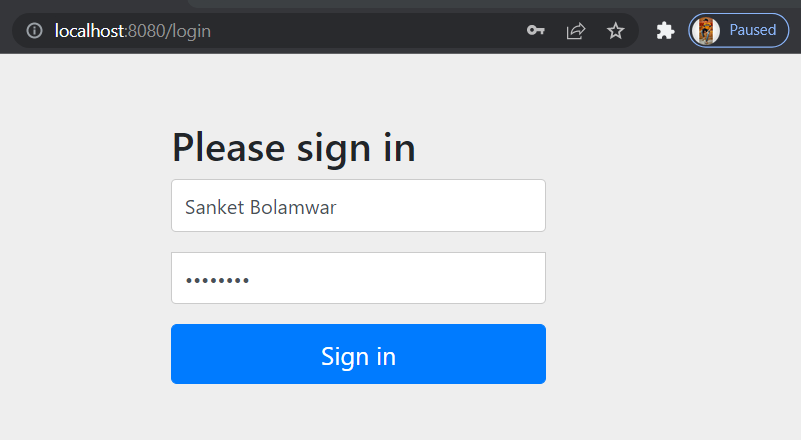 localhost:8080/login
Paused
Please sign in
Sanket Bolamwar
••••••••
Sign in